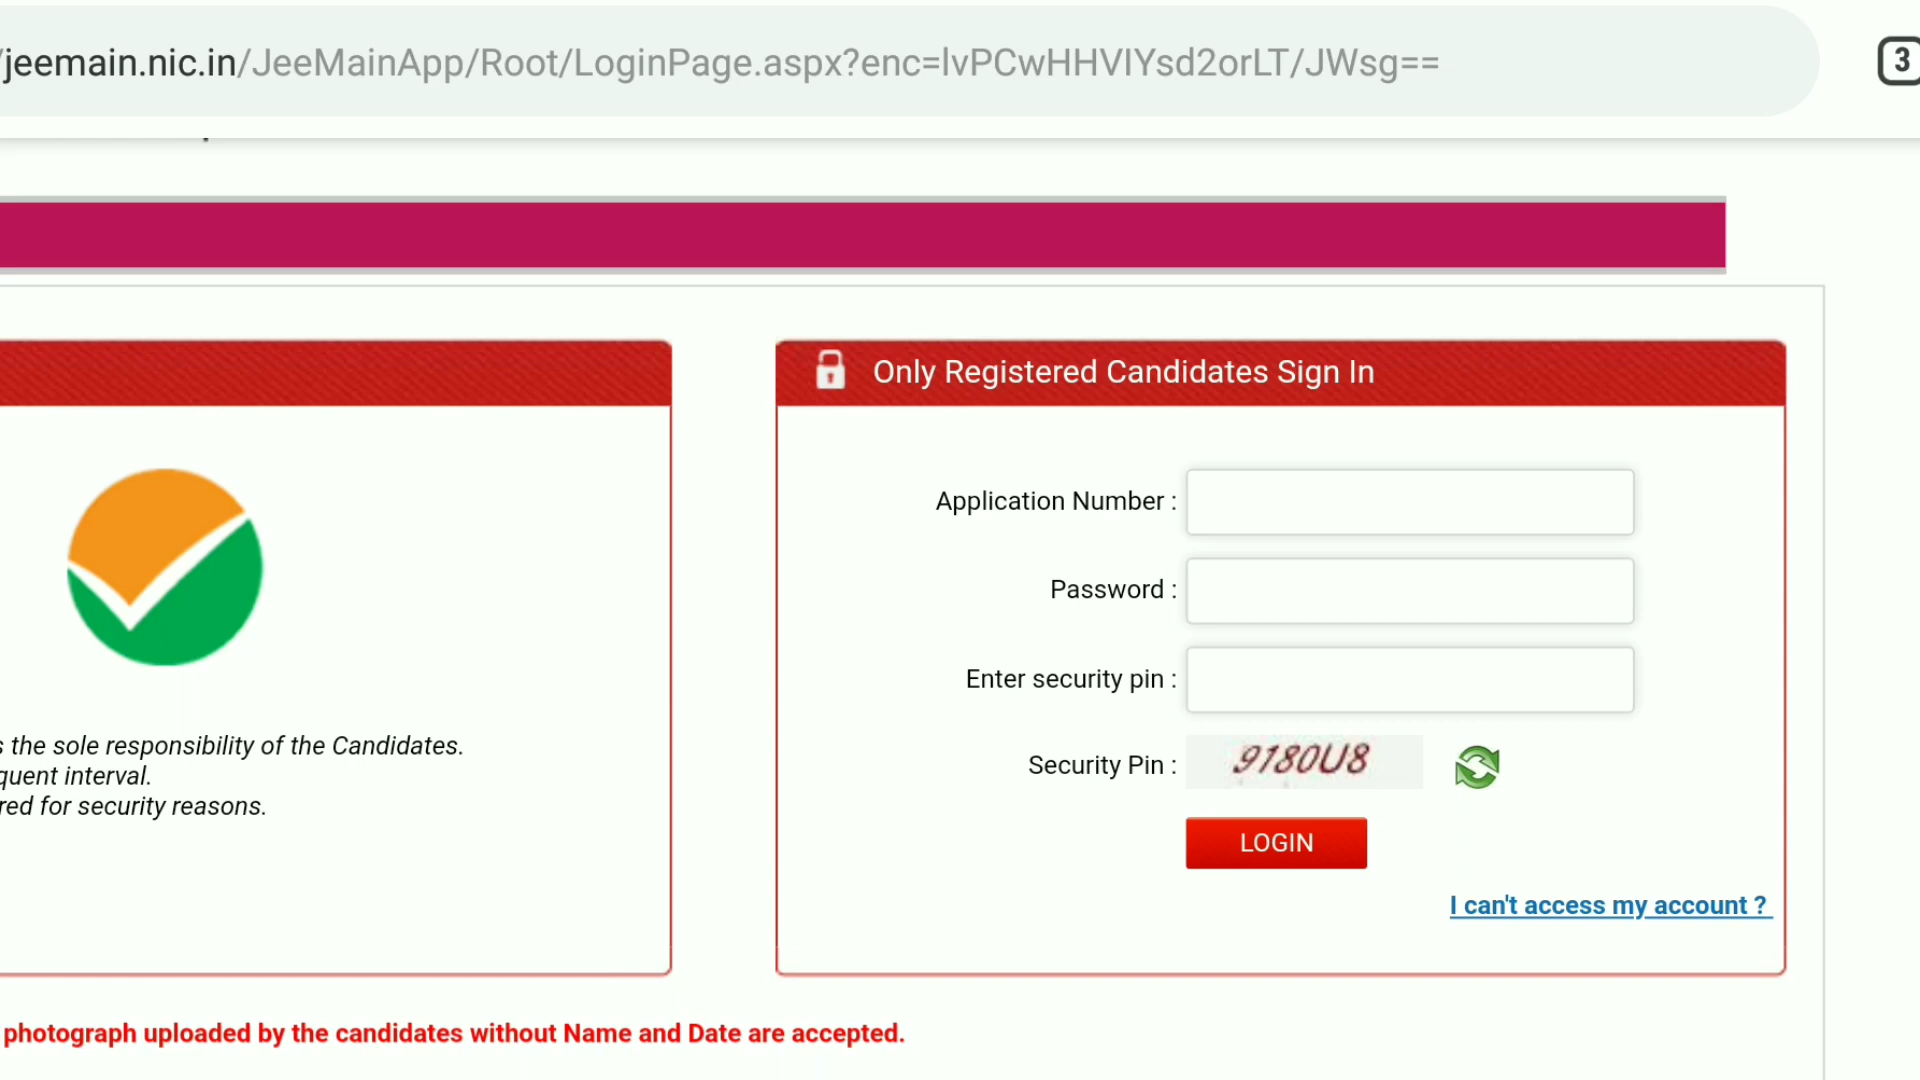 /jeemain.nic.in/JeeMainApp/Root/LoginPage.aspx?enc=lvPCwHHVIYsd2orLT/JWsg==
3
Only Registered Candidates Sign In
Application Number :
Password :
Enter security pin :
Security Pin : 9180U8
LOGIN
I can't access my account ?
s the sole responsibility of the Candidates.
quent interval.
red for security reasons.
photograph uploaded by the candidates without Name and Date are accepted.